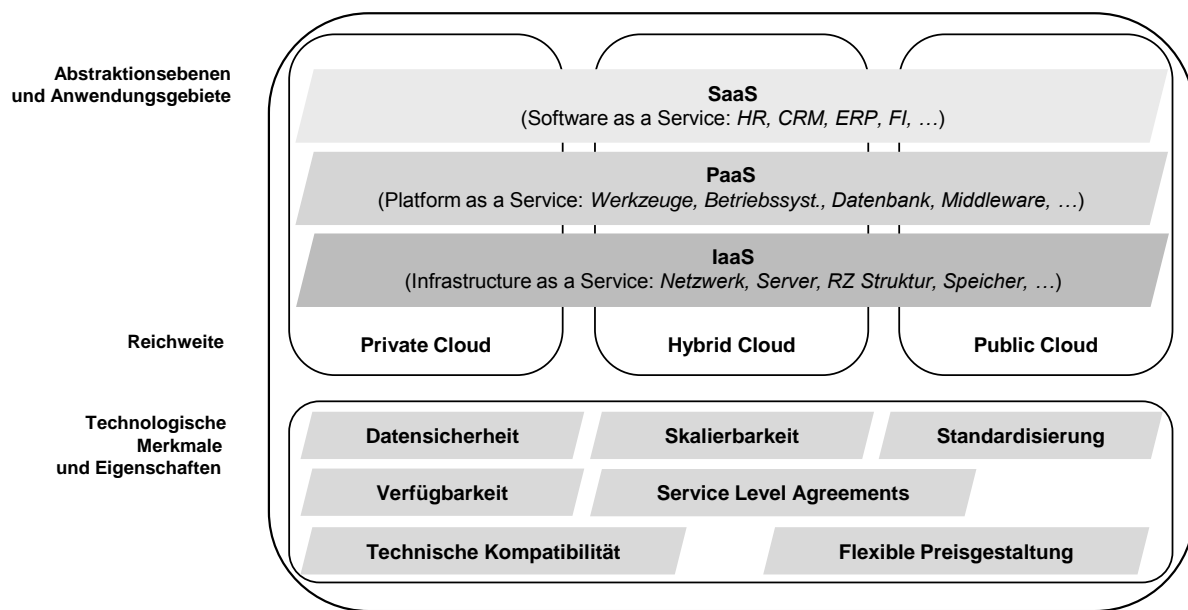 Abstraktionsebenen
und Anwendungsgebiete
SaaS
(Software as a Service: HR, CRM, ERP, FI, …)
PaaS
(Platform as a Service: Werkzeuge, Betriebssyst., Datenbank, Middleware, …)
IaaS
(Infrastructure as a Service: Netzwerk, Server, RZ Struktur, Speicher, …)
Reichweite
Private Cloud
Hybrid Cloud
Public Cloud
Technologische
Merkmale
und Eigenschaften
Datensicherheit
Skalierbarkeit
Standardisierung
Verfügbarkeit
Service Level Agreements
Technische Kompatibilität
Flexible Preisgestaltung